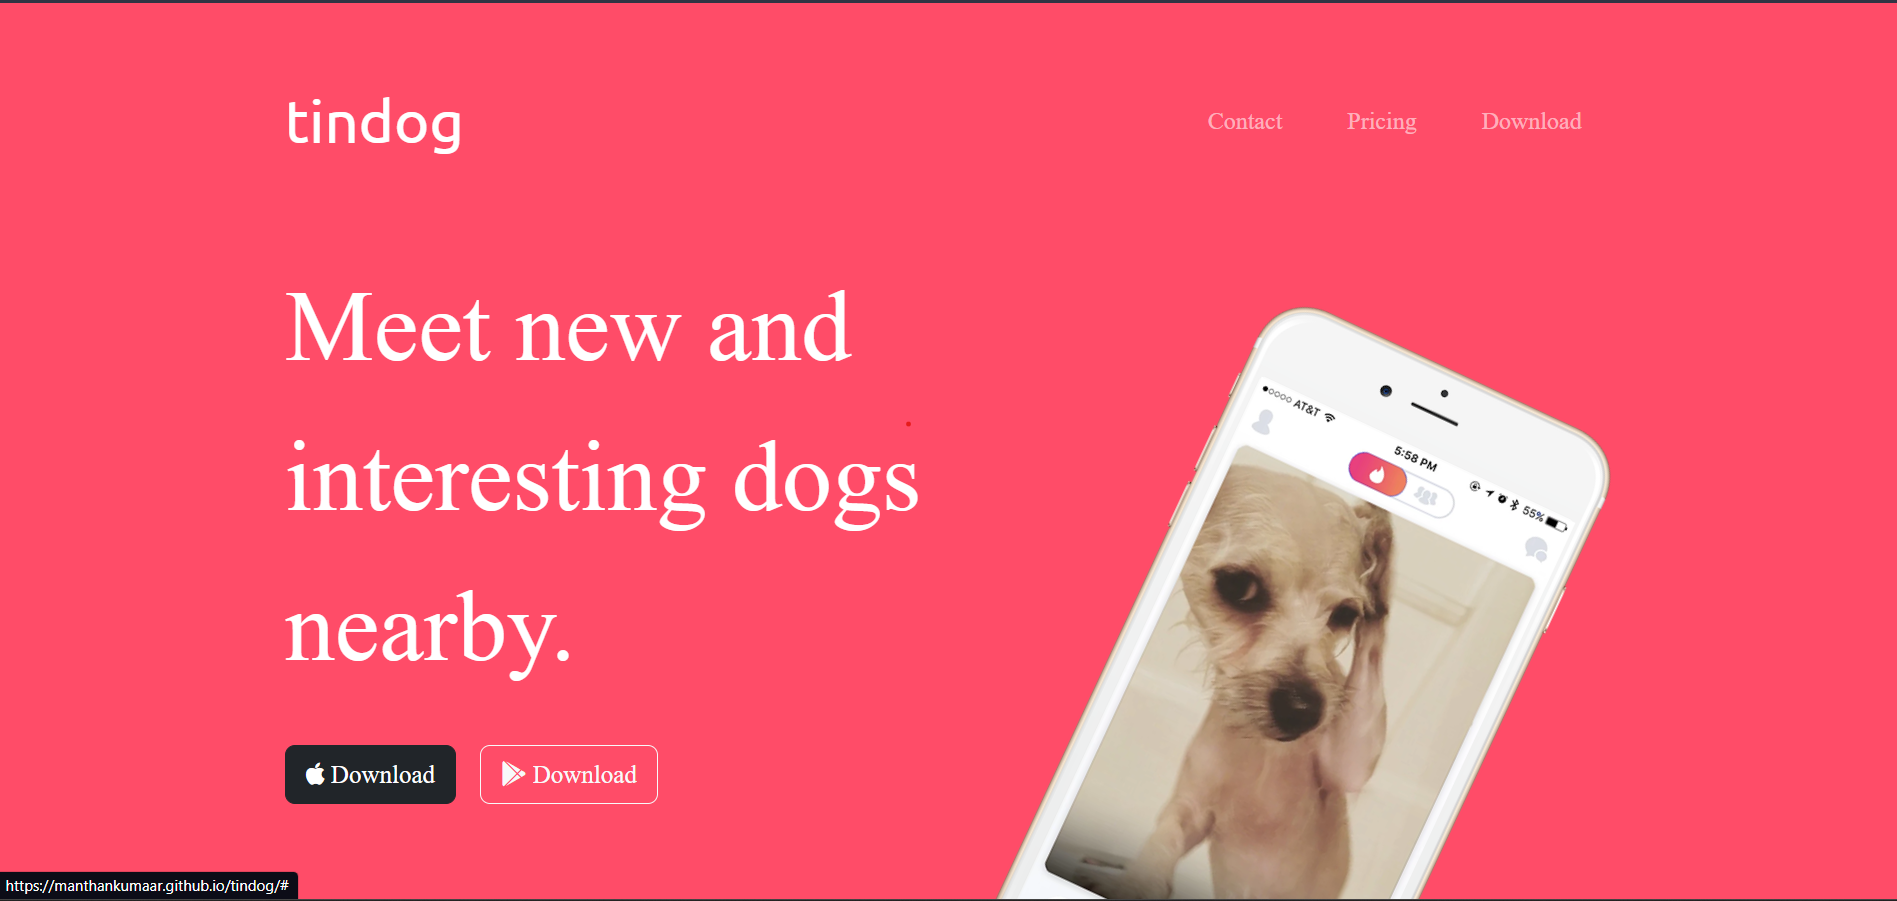 tindog
Contact Pricing Download
Meet new and
interesting dogs
nearby.
Download Download
AT&T
5:58 PM
55%
https://manthankumaar.github.io/tindog/#